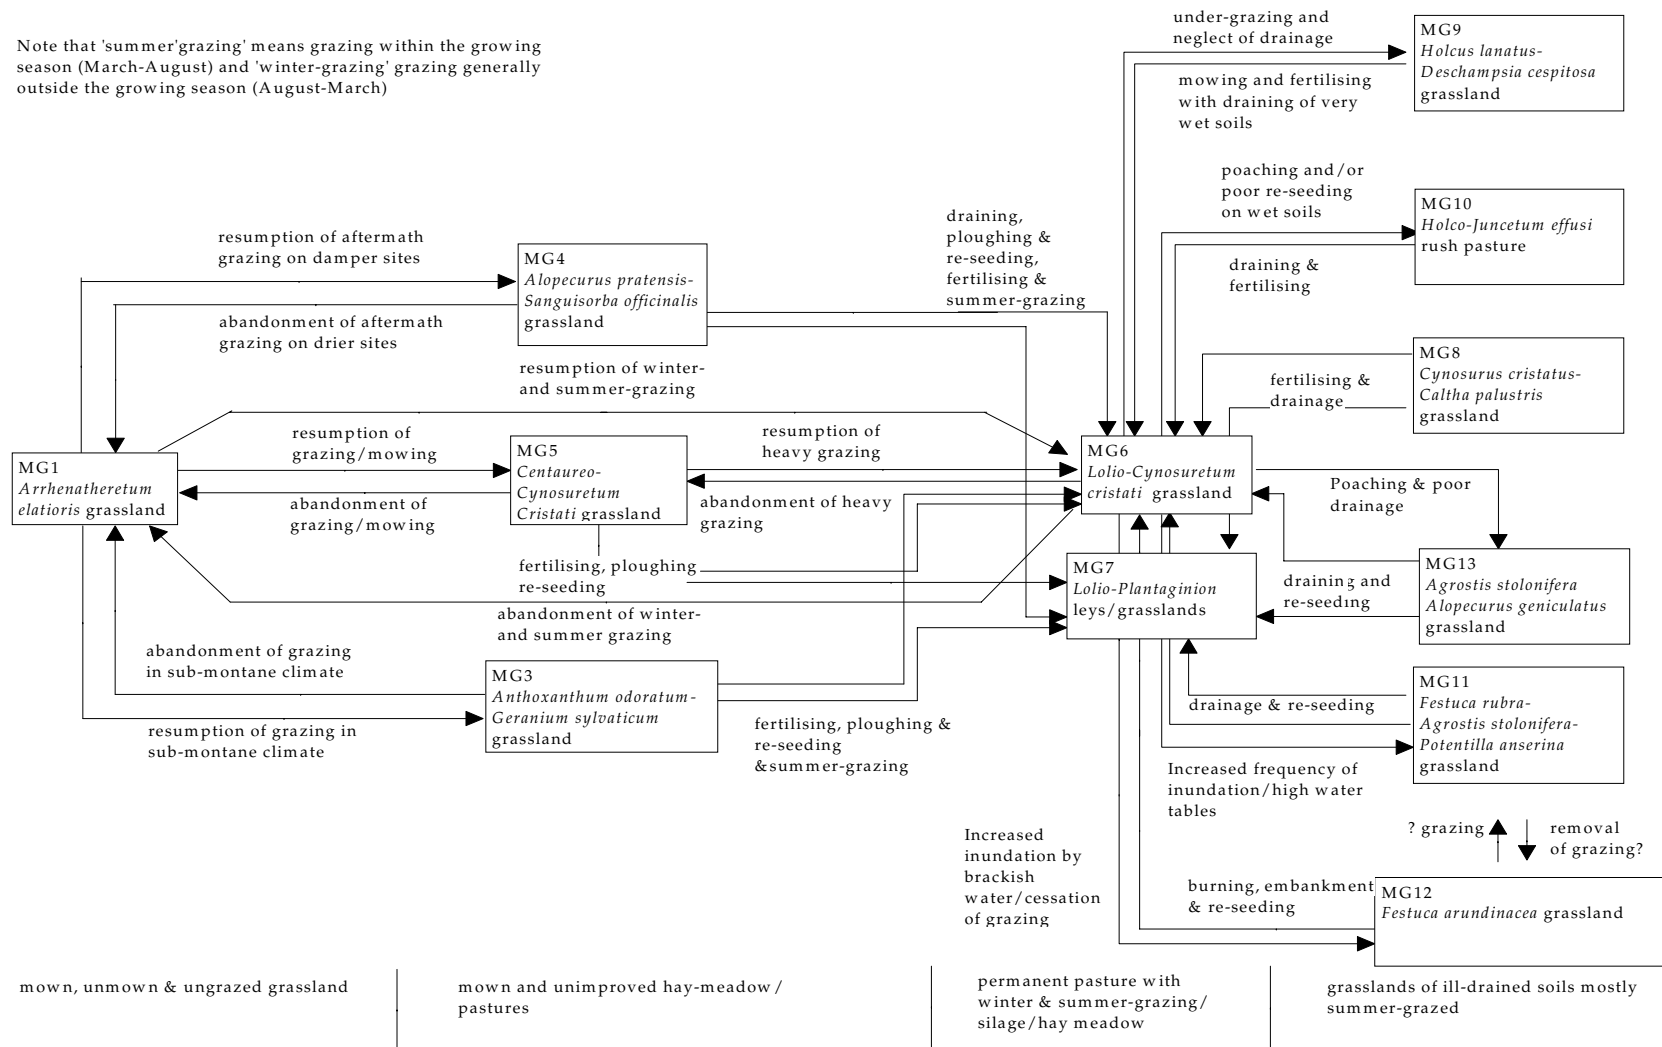 Note that 'summer'grazing' means grazing within the growing
season (March-August) and 'winter-grazing' grazing generally
outside the growing season (August-March)
under-grazing and
neglect of drainage
MG9
Holcus lanatus-
Deschampsia cespitosa
grassland
mowing and fertilising
with draining of very
wet soils
poaching and/or
poor re-seeding
on wet soils
MG10
Holco-Juncetum effusi
rush pasture
draining &
fertilising
resumption of aftermath
grazing on damper sites
MG4
Alopecurus pratensis-
Sanguisorba officinalis
grassland
draining,
ploughing &
re-seeding,
fertilising &
summer-grazing
abandonment of aftermath
grazing on drier sites
resumption of winter-
and summer-grazing
MG8
Cynosurus cristatus-
Caltha palustris
grassland
fertilising &
drainage
resumption of
grazing/mowing
MG5
Centaureo-
Cynosuretum
Cristati grassland
resumption of
heavy grazing
MG6
Lolio-Cynosuretum
cristati grassland
MG1
Arrhenatheretum
elatioris grassland
abandonment of
grazing/mowing
abandonment of heavy
grazing
Poaching & poor
drainage
fertilising, ploughing
re-seeding
MG7
Lolio-Plantaginion
leys/grasslands
draining and
re-seeding
MG13
Agrostis stolonifera
Alopecurus geniculatus
grassland
abandonment of winter-
and summer grazing
abandonment of grazing
in sub-montane climate
MG3
Anthoxanthum odoratum-
Geranium sylvaticum
grassland
resumption of grazing in
sub-montane climate
fertilising, ploughing &
re-seeding
&summer-grazing
drainage & re-seeding
MG11
Festuca rubra-
Agrostis stolonifera-
Potentilla anserina
grassland
Increased frequency of
inundation/high water
tables
? grazing
removal
of grazing?
Increased
inundation by
brackish
water/cessation
of grazing
burning, embankment
& re-seeding
MG12
Festuca arundinacea grassland
mown, unmown & ungrazed grassland
mown and unimproved hay-meadow/
pastures
permanent pasture with
winter & summer-grazing/
silage/hay meadow
grasslands of ill-drained soils mostly
summer-grazed